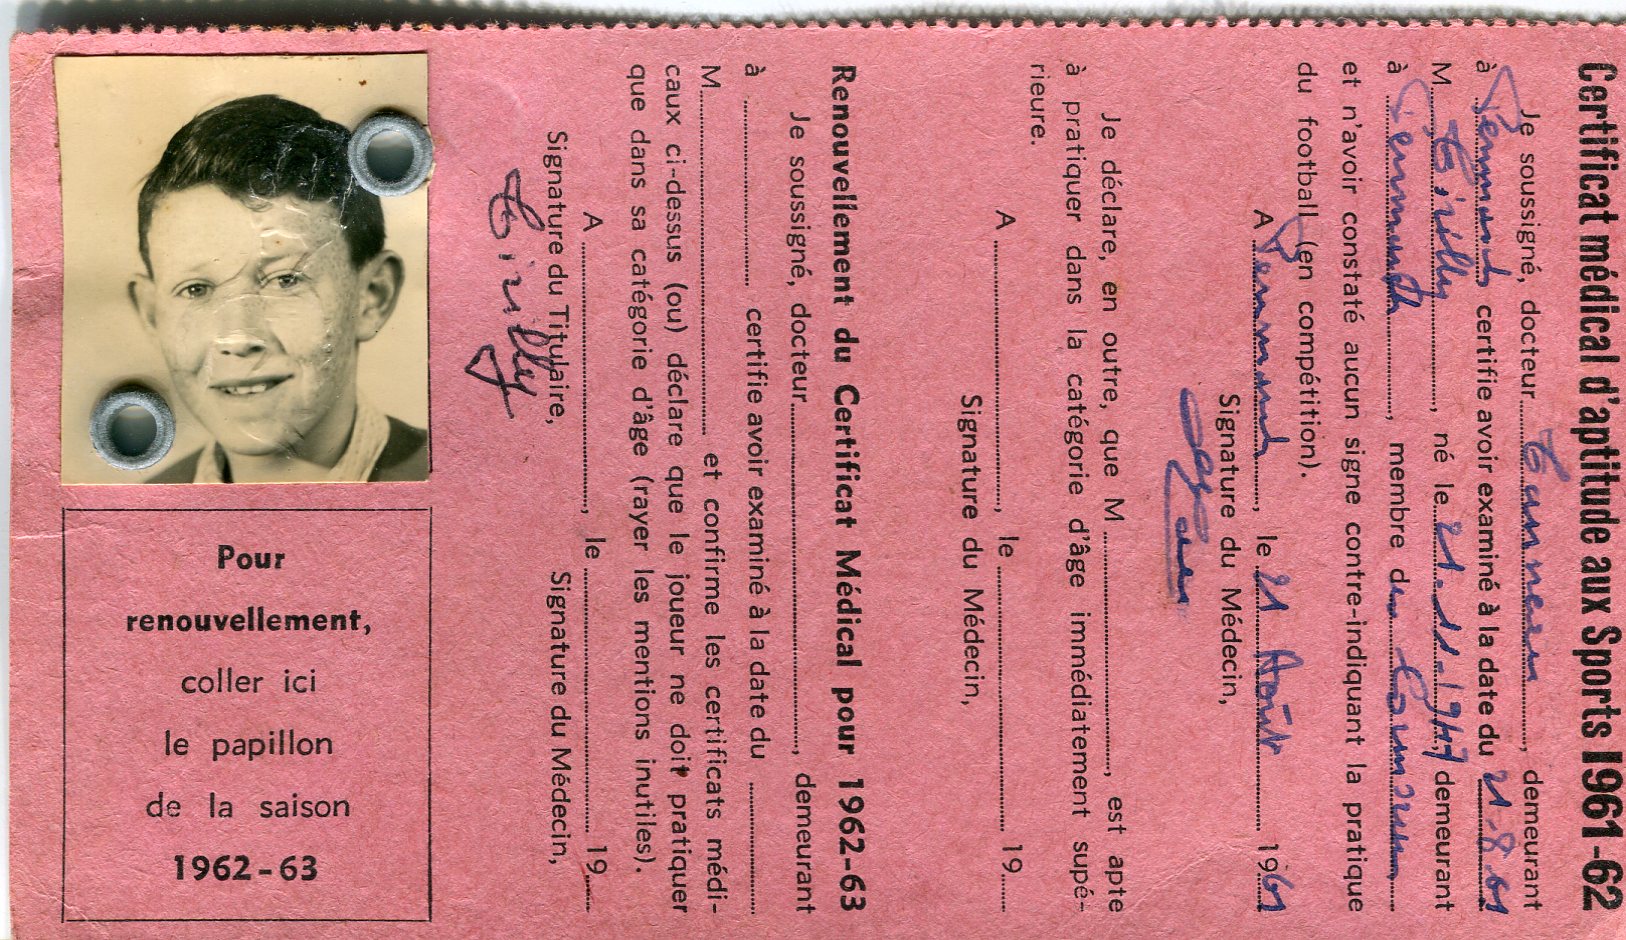 Certificat médical d'aptitude aux Sports 1961-62
Je soussigné, docteur, demeurant
à certifie avoir examiné à la date du 21-8-61
M, né le 21.11.1947 demeurant
à, membre de
et n'avoir constaté aucun signe contre-indiquant la pratique
du football (en compétition).
A, le 21 Août 1961
Signature du Médecin,
Je déclare, en outre, que M, est apte
à pratiquer dans la catégorie d'âge immédiatement supé-
rieure.
A, le 19
Signature du Médecin,
Renouvellement du Certificat Médical pour 1962-63
Je soussigné, docteur, demeurant
à certifie avoir examiné à la date du
M et confirme les certificats médi-
caux ci-dessus (ou) déclare que le joueur ne doit pratiquer
que dans sa catégorie d'âge (rayer les mentions inutiles).
A, le 19
Signature du Titulaire, Signature du Médecin,
Pour
renouvellement,
coller ici
le papillon
de la saison
1962-63